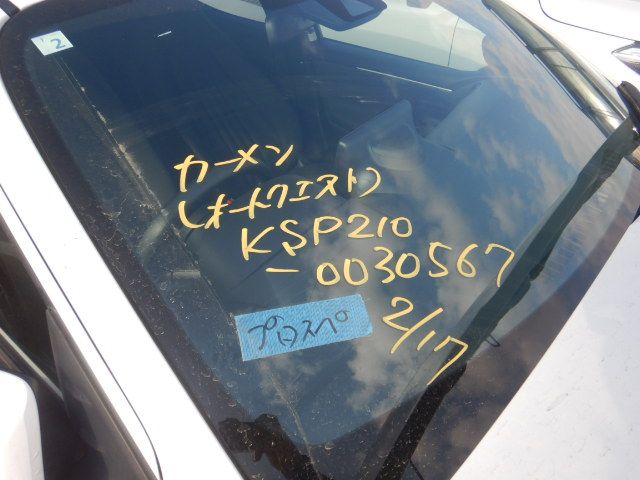 '2
カーメン
(オートクエスト)
KSP210
-0030567
プロスペ
2/17